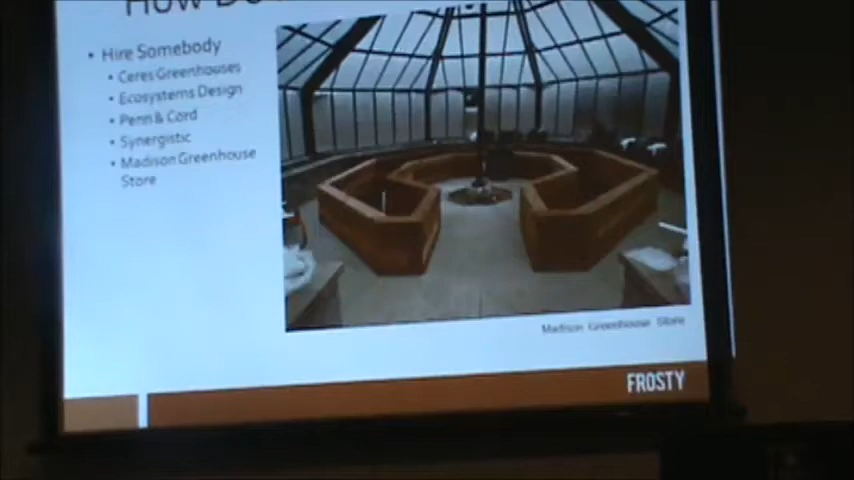 How Do
• Hire Somebody
• Ceres Greenhouses
• Ecosystems Design
• Penn & Cord
• Synergistic
• Madison Greenhouse
Store
Madison Greenhouse Store
FROSTY